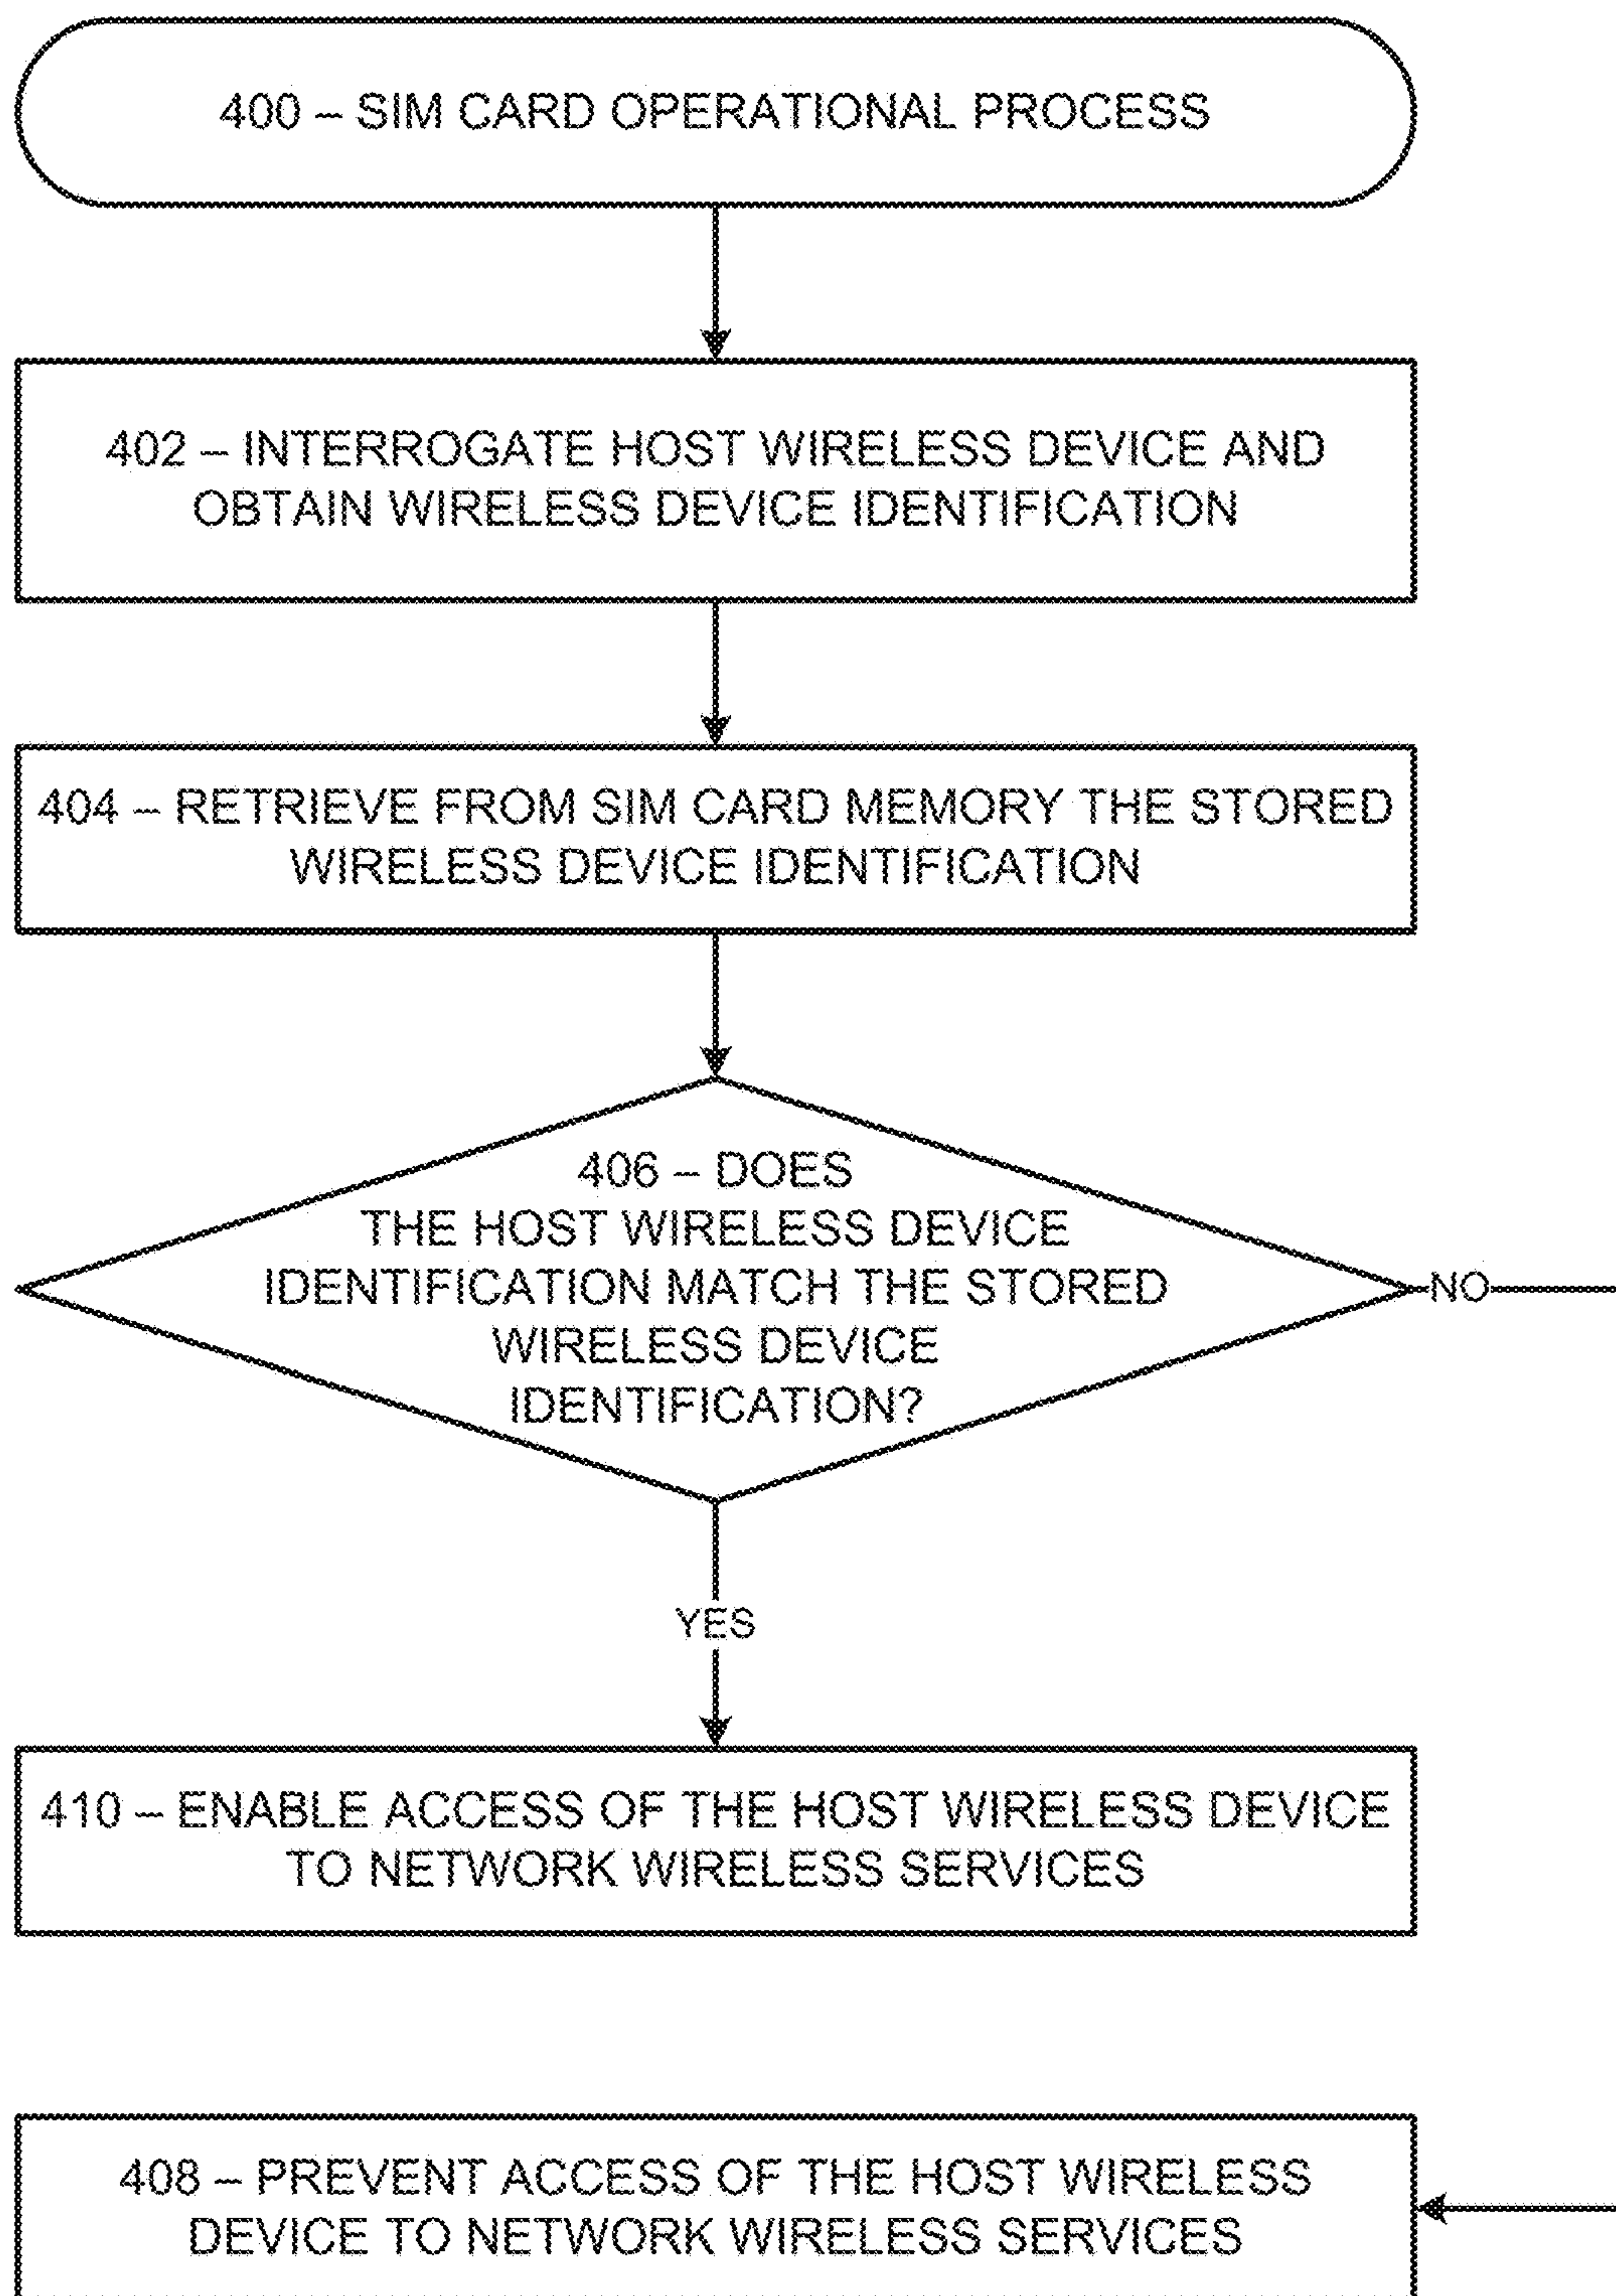 400 – SIM CARD OPERATIONAL PROCESS
402 – INTERROGATE HOST WIRELESS DEVICE AND
OBTAIN WIRELESS DEVICE IDENTIFICATION
404 – RETRIEVE FROM SIM CARD MEMORY THE STORED
WIRELESS DEVICE IDENTIFICATION
406 – DOES
THE HOST WIRELESS DEVICE
IDENTIFICATION MATCH THE STORED
WIRELESS DEVICE
IDENTIFICATION?
NO
YES
410 – ENABLE ACCESS OF THE HOST WIRELESS DEVICE
TO NETWORK WIRELESS SERVICES
408 – PREVENT ACCESS OF THE HOST WIRELESS
DEVICE TO NETWORK WIRELESS SERVICES